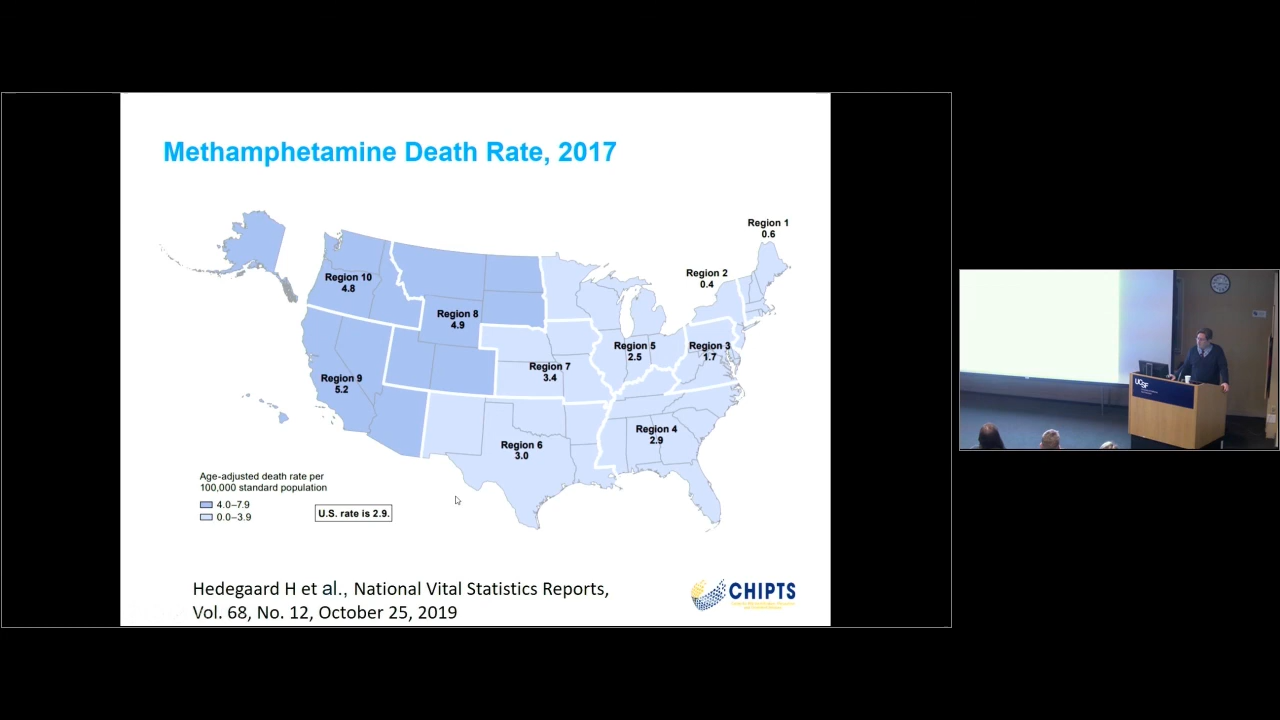 Methamphetamine Death Rate, 2017
Region 1
0.6
Region 2
0.4
Region 10
4.8
Region 8
4.9
Region 5
2.5
Region 3
1.7
Region 7
3.4
Region 9
5.2
Region 4
2.9
Region 6
3.0
Age-adjusted death rate per
100,000 standard population
4.0–7.9
0.0–3.9
U.S. rate is 2.9.
Hedegaard H et al., National Vital Statistics Reports,
Vol. 68, No. 12, October 25, 2019
CHIPTS
UCSF